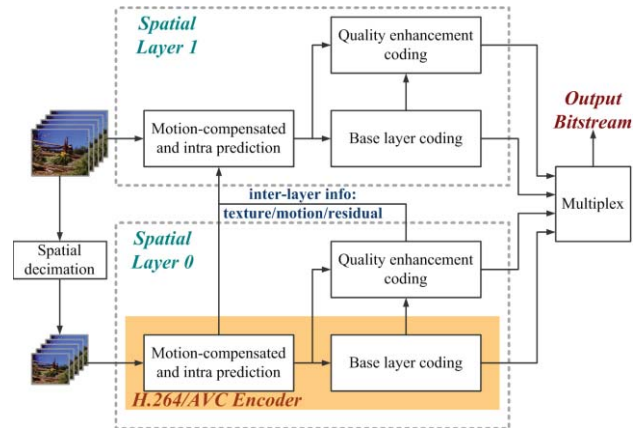 Spatial
Layer 1
Quality enhancement
coding
Output
Bitstream
Motion-compensated
and intra prediction
Base layer coding
inter-layer info:
texture/motion/residual
Multiplex
Spatial
decimation
Spatial
Layer 0
Quality enhancement
coding
Motion-compensated
and intra prediction
Base layer coding
H.264/AVC Encoder